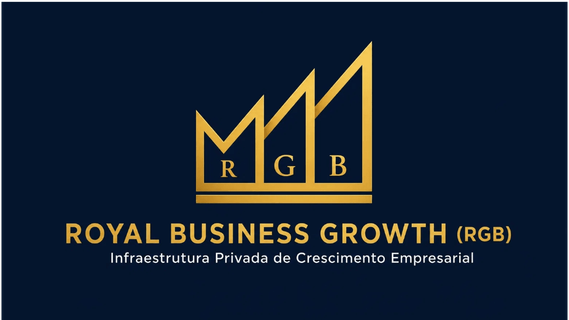 R G B
ROYAL BUSINESS GROWTH (RGB)
Infraestrutura Privada de Crescimento Empresarial